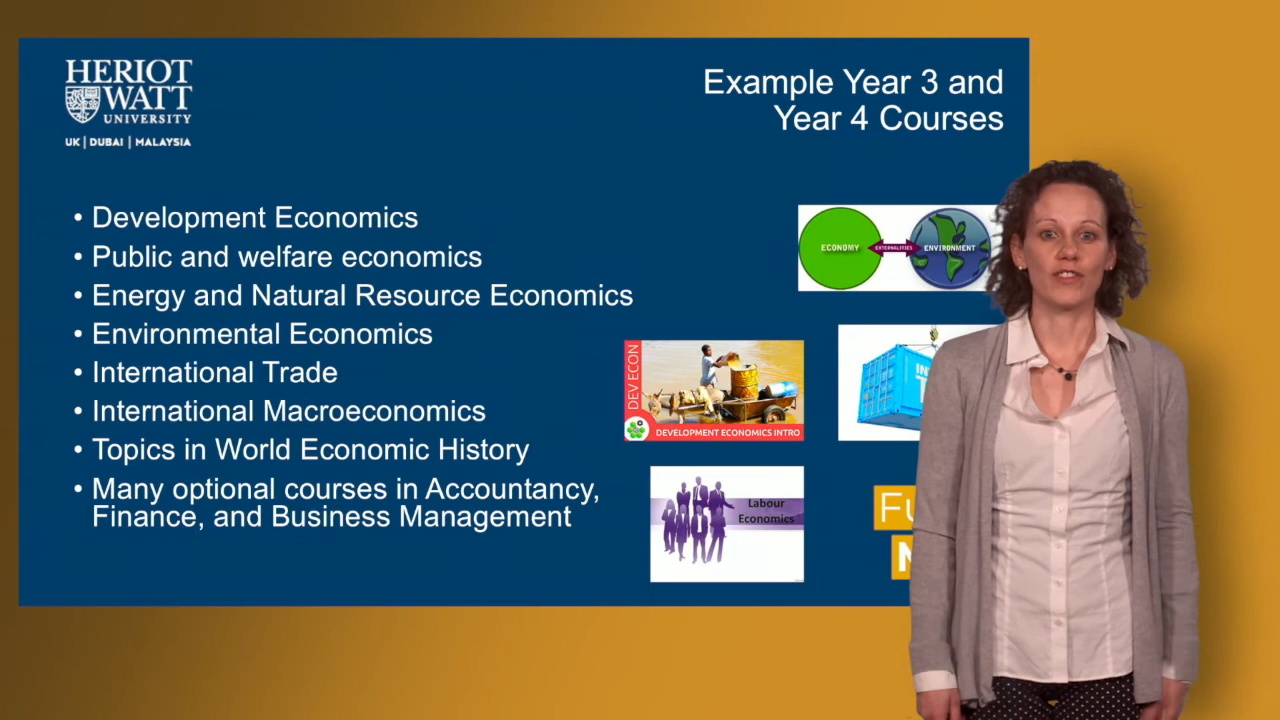 HERIOT
WATT
UNIVERSITY
UK | DUBAI | MALAYSIA
Example Year 3 and
Year 4 Courses
• Development Economics
• Public and welfare economics
• Energy and Natural Resource Economics
• Environmental Economics
• International Trade
• International Macroeconomics
• Topics in World Economic History
• Many optional courses in Accountancy,
Finance, and Business Management
ECONOMY
EXTERNALITIES
ENVIRONMENT
DEV ECON
DEVELOPMENT ECONOMICS INTRO
Labour
Economics